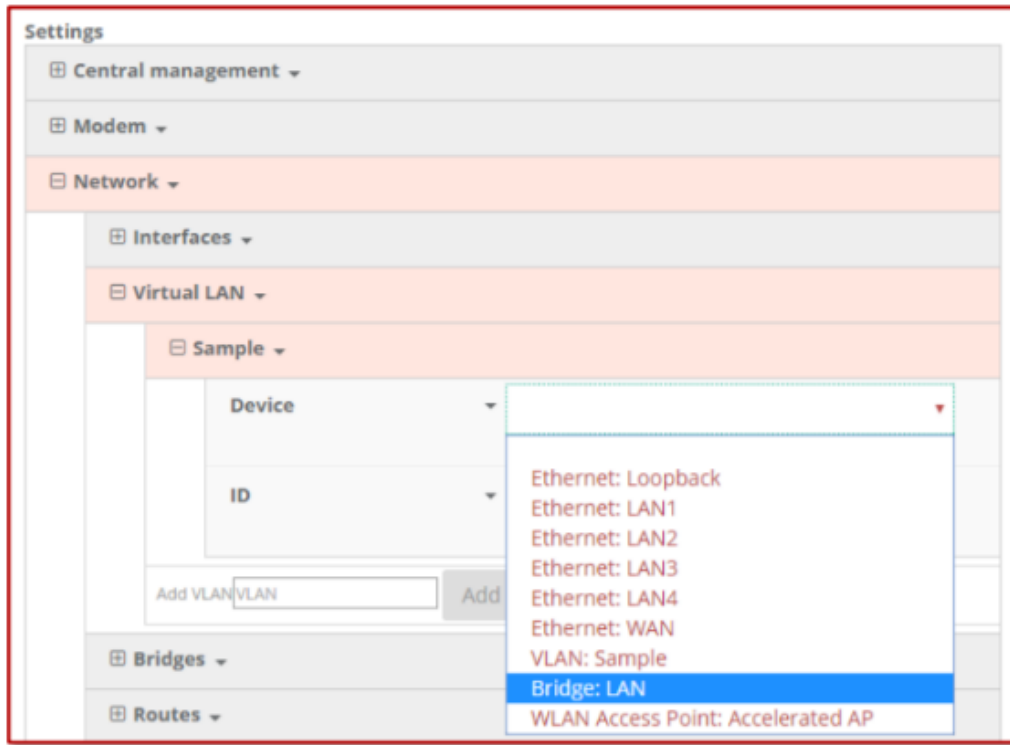 Settings
Central management
Modem
Network
Interfaces
Virtual LAN
Sample
Device
ID
Ethernet: Loopback
Ethernet: LAN1
Ethernet: LAN2
Ethernet: LAN3
Ethernet: LAN4
Ethernet: WAN
VLAN: Sample
Bridge: LAN
WLAN Access Point: Accelerated AP
Add VLAN VLAN Add
Bridges
Routes